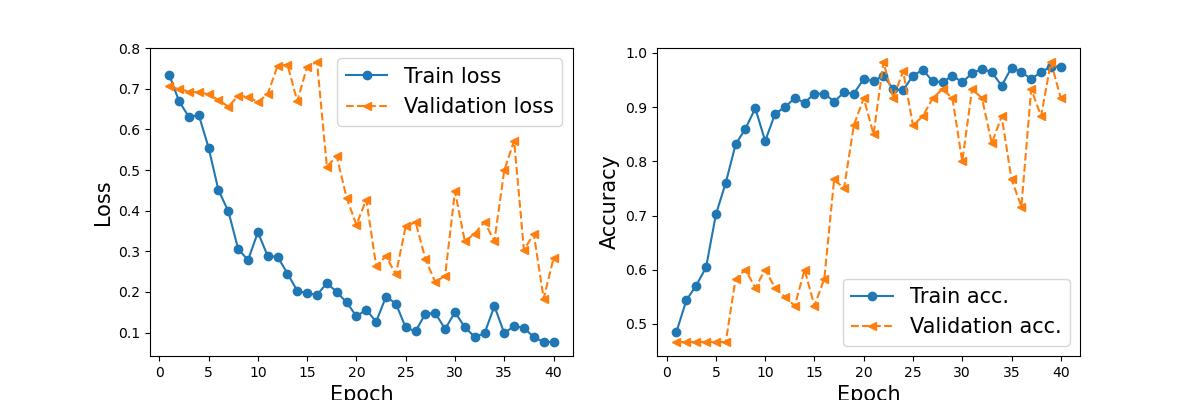 0.8
0.7
0.6
0.5
0.4
0.3
0.2
0.1
Loss
Train loss
Validation loss
0 5 10 15 20 25 30 35 40
Epoch
1.0
0.9
0.8
0.7
0.6
0.5
Accuracy
Train acc.
Validation acc.
0 5 10 15 20 25 30 35 40
Epoch